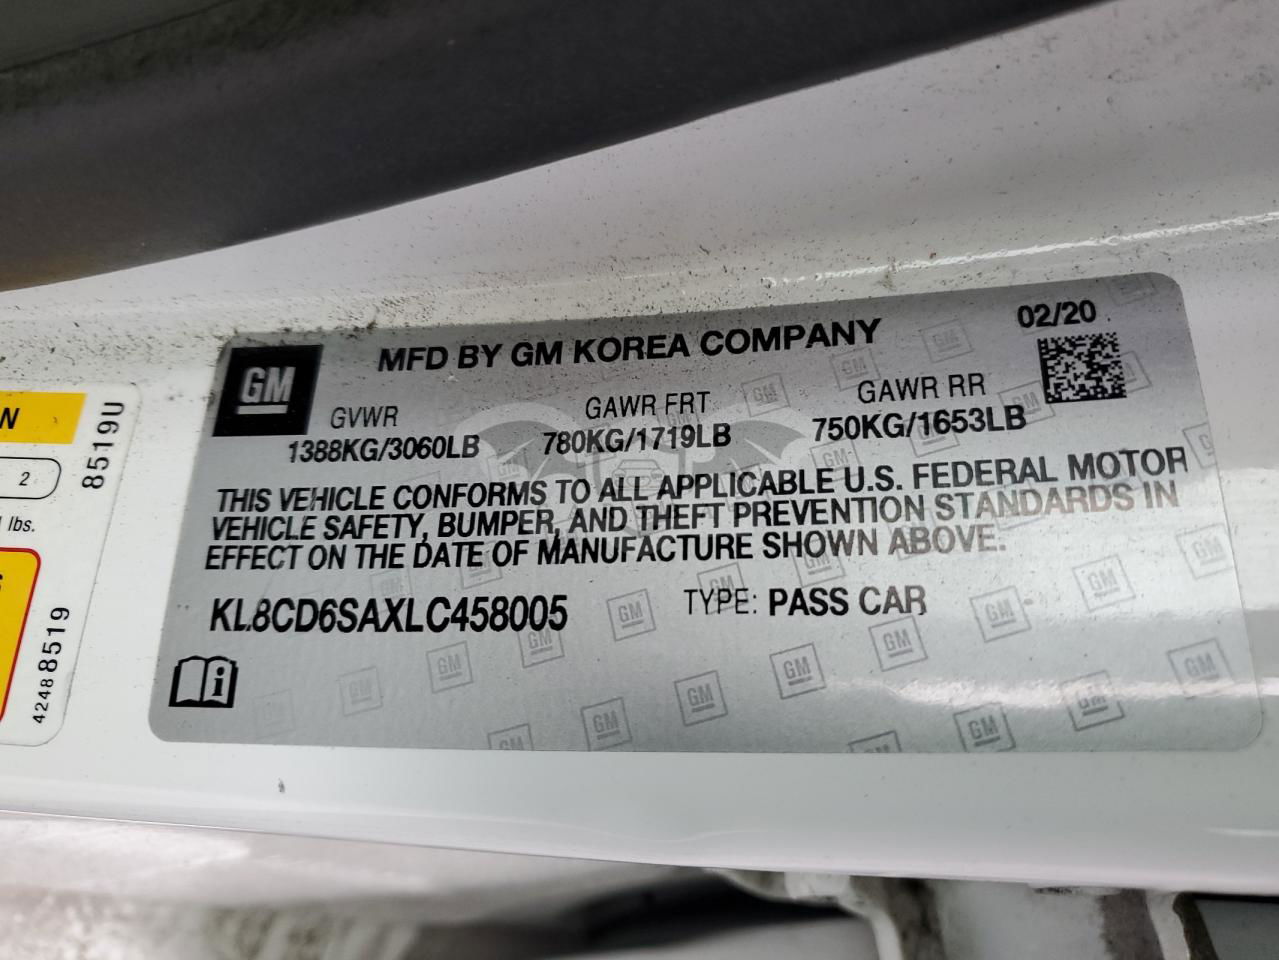 GM
MFD BY GM KOREA COMPANY
02/20
GVWR
GAWR FRT
GAWR RR
1388KG/3060LB
780KG/1719LB
750KG/1653LB
THIS VEHICLE CONFORMS TO ALL APPLICABLE U.S. FEDERAL MOTOR
VEHICLE SAFETY, BUMPER, AND THEFT PREVENTION STANDARDS IN
EFFECT ON THE DATE OF MANUFACTURE SHOWN ABOVE.
KL8CD6SAXLC458005
TYPE: PASS CAR
N
2
lbs.
8519U
42488519